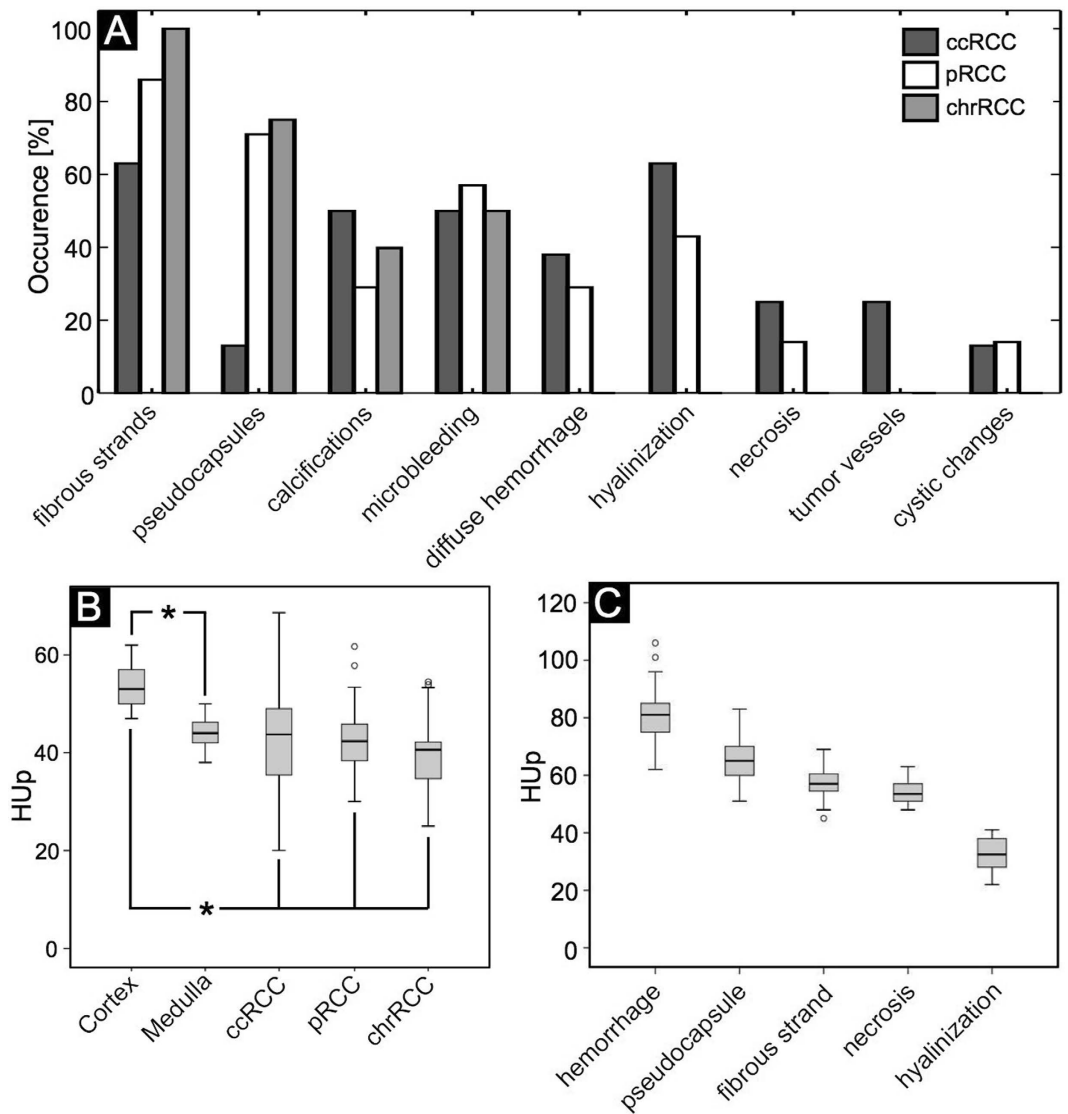 A
ccRCC
pRCC
chrRCC
Occurence [%]
100
80
60
40
20
0
fibrous strands
pseudocapsules
calcifications
microbleeding
diffuse hemorrhage
hyalinization
necrosis
tumor vessels
cystic changes
B
*
HUp
60
40
20
0
*
Cortex
Medulla
ccRCC
pRCC
chrRCC
C
HUp
120
100
80
60
40
20
0
hemorrhage
pseudocapsule
fibrous strand
necrosis
hyalinization